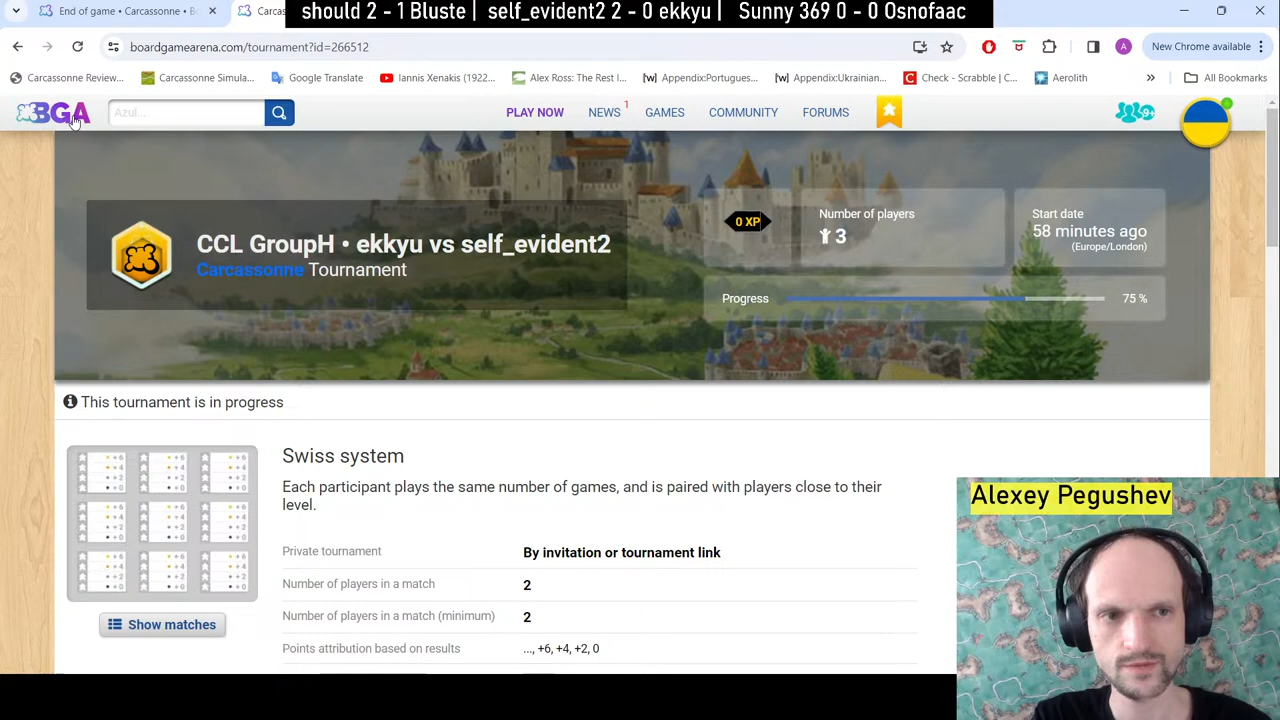 should 2 - 1 Bluste | self_evident2 2 - 0 ekkyu | Sunny 369 0 - 0 Osnofaac
End of game • Carcassonne • Bo
Carcas
boardgamearena.com/tournament?id=266512
A
New Chrome available
Carcassonne Review...
Carcassonne Simula...
Google Translate
Iannis Xenakis (1922...
Alex Ross: The Rest I...
Appendix:Portugues...
Appendix:Ukrainian...
Check - Scrabble | C...
Aerolith
»
All Bookmarks
BGA
Azul...
PLAY NOW
NEWS
1
GAMES
COMMUNITY
FORUMS
9+
CCL GroupH • ekkyu vs self_evident2
Carcassonne Tournament
0 XP
Number of players
3
Start date
58 minutes ago
(Europe/London)
Progress
75 %
This tournament is in progress
Swiss system
Each participant plays the same number of games, and is paired with players close to their
level.
Private tournament
By invitation or tournament link
Number of players in a match
2
Number of players in a match (minimum)
2
Points attribution based on results
..., +6, +4, +2, 0
Show matches
Alexey Pegushev